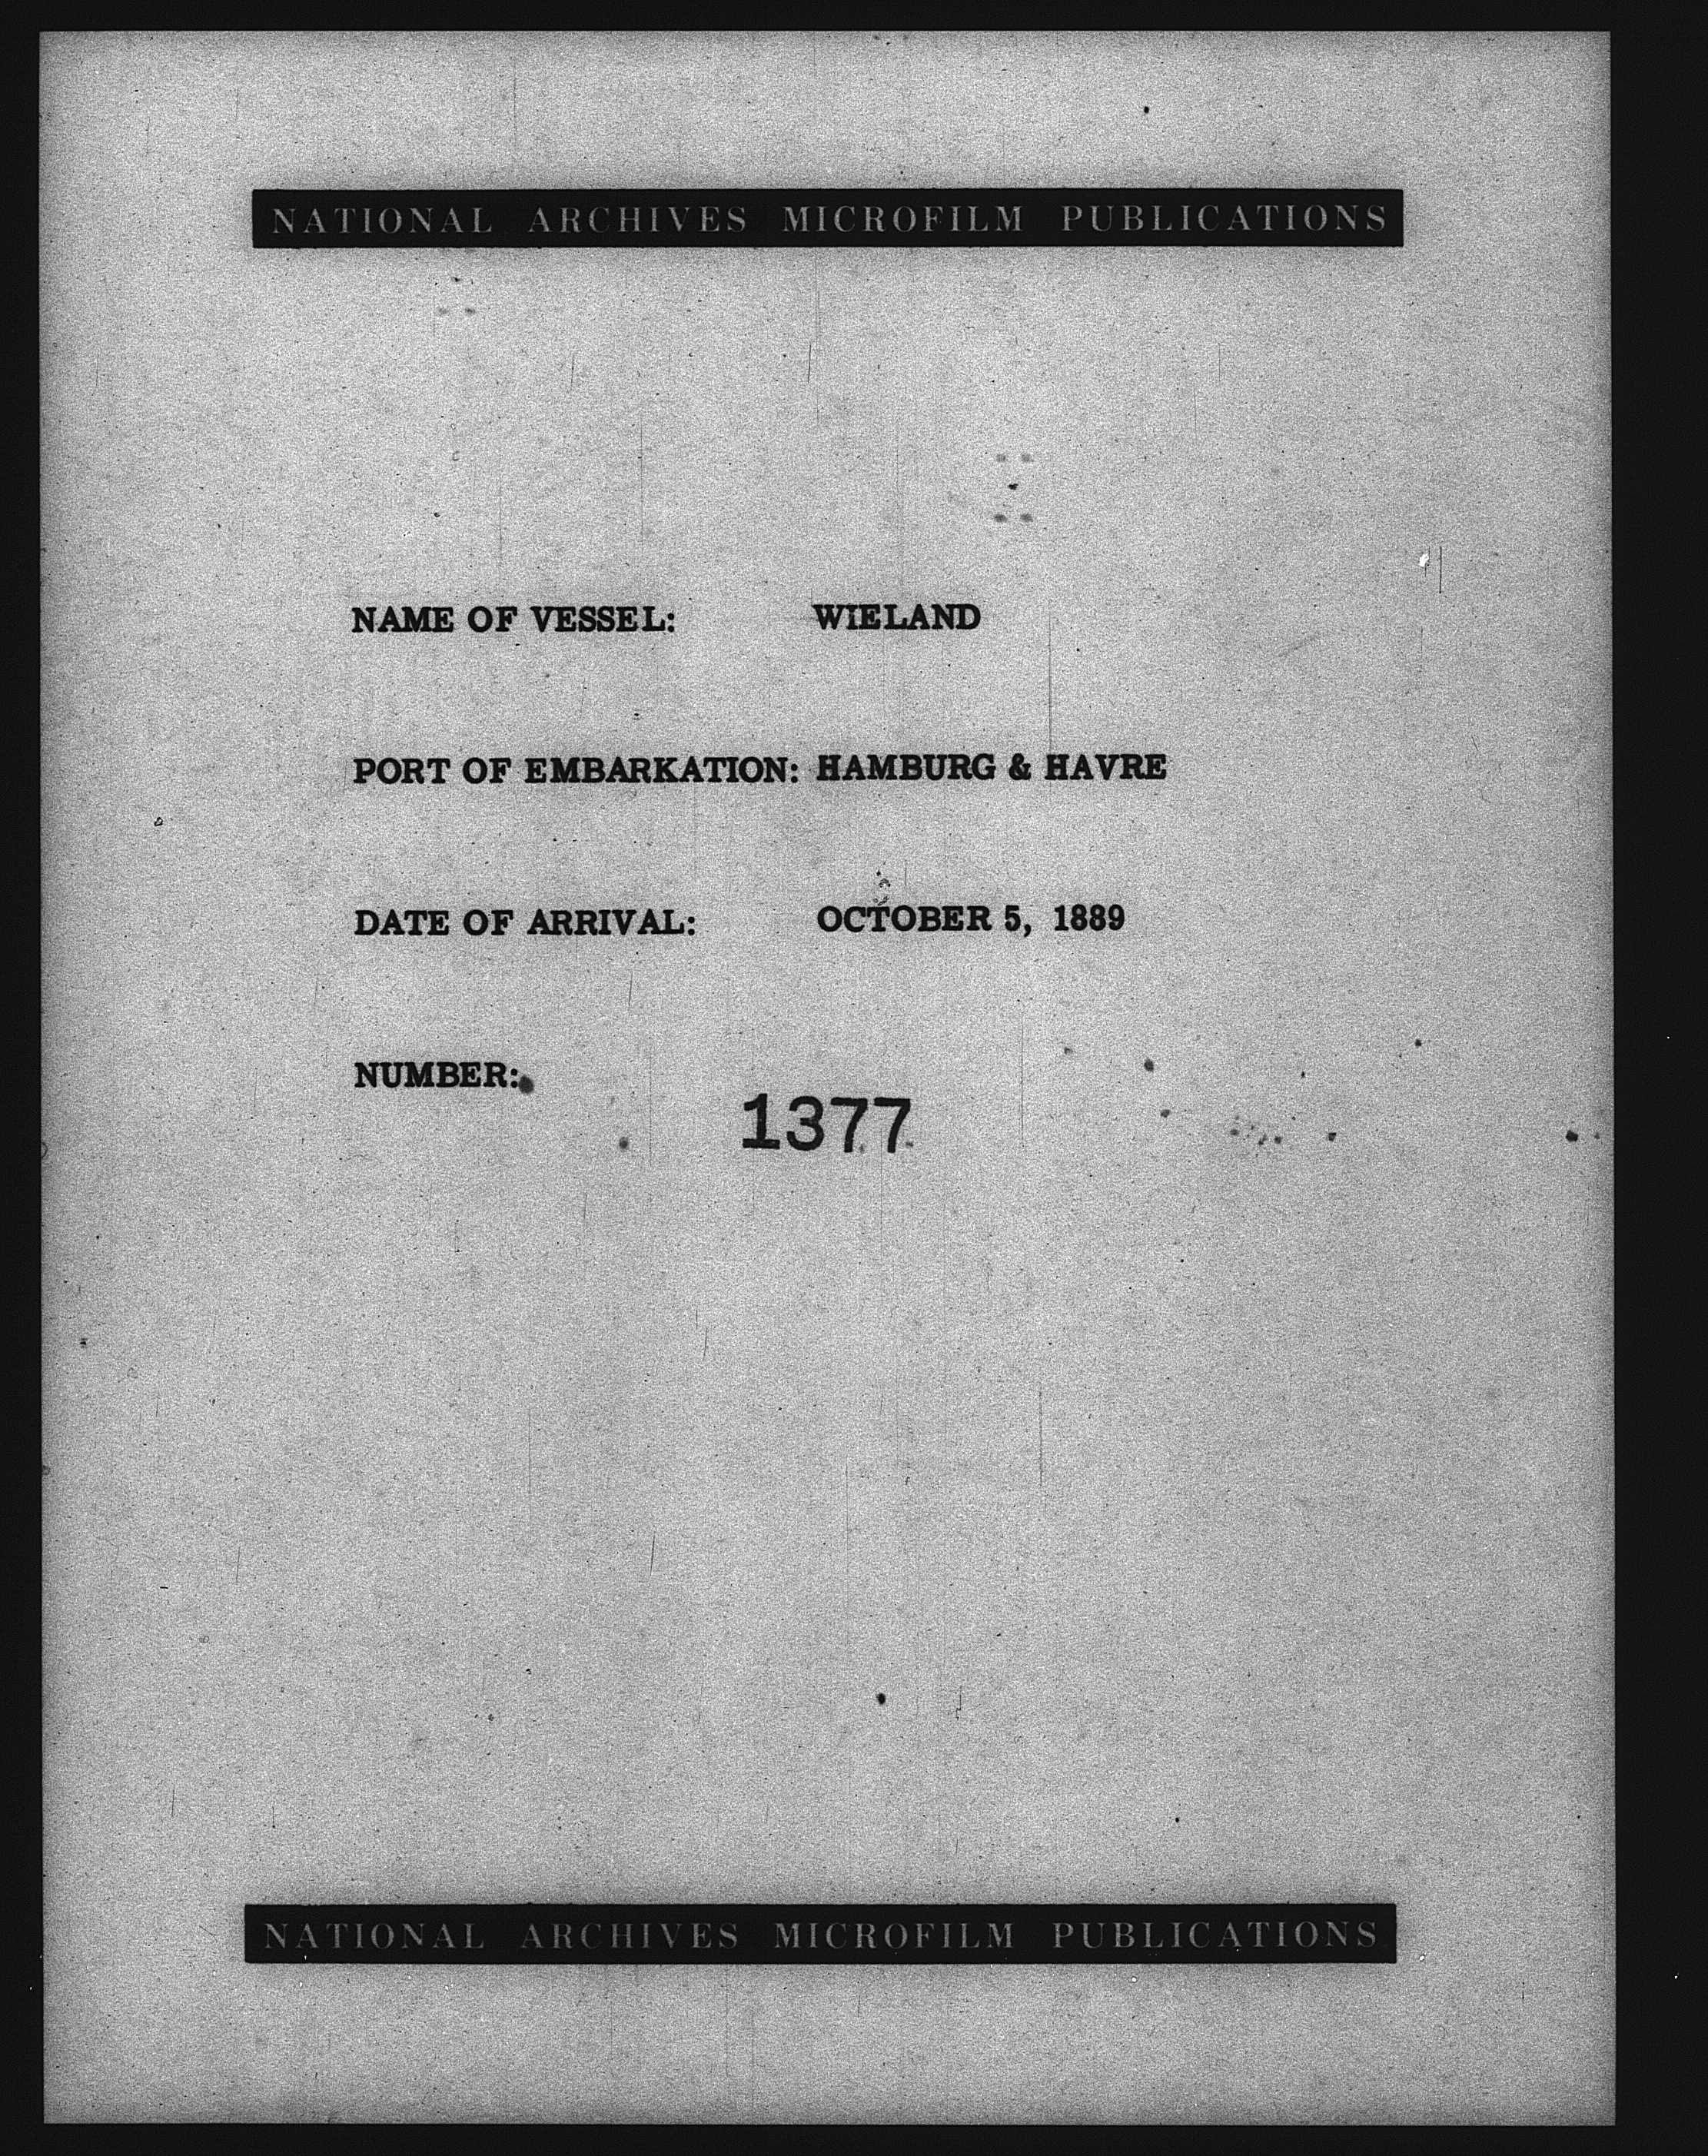 NATIONAL ARCHIVES MICROFILM PUBLICATIONS
NAME OF VESSEL: WIELAND
PORT OF EMBARKATION: HAMBURG & HAVRE
DATE OF ARRIVAL: OCTOBER 5, 1889
NUMBER:
1377
NATIONAL ARCHIVES MICROFILM PUBLICATIONS